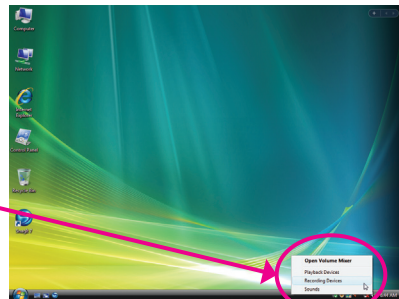 Computer
Network
Internet
Explorer
Control Panel
Recycle Bin
Open Volume Mixer
Playback Devices
Recording Devices
Sounds